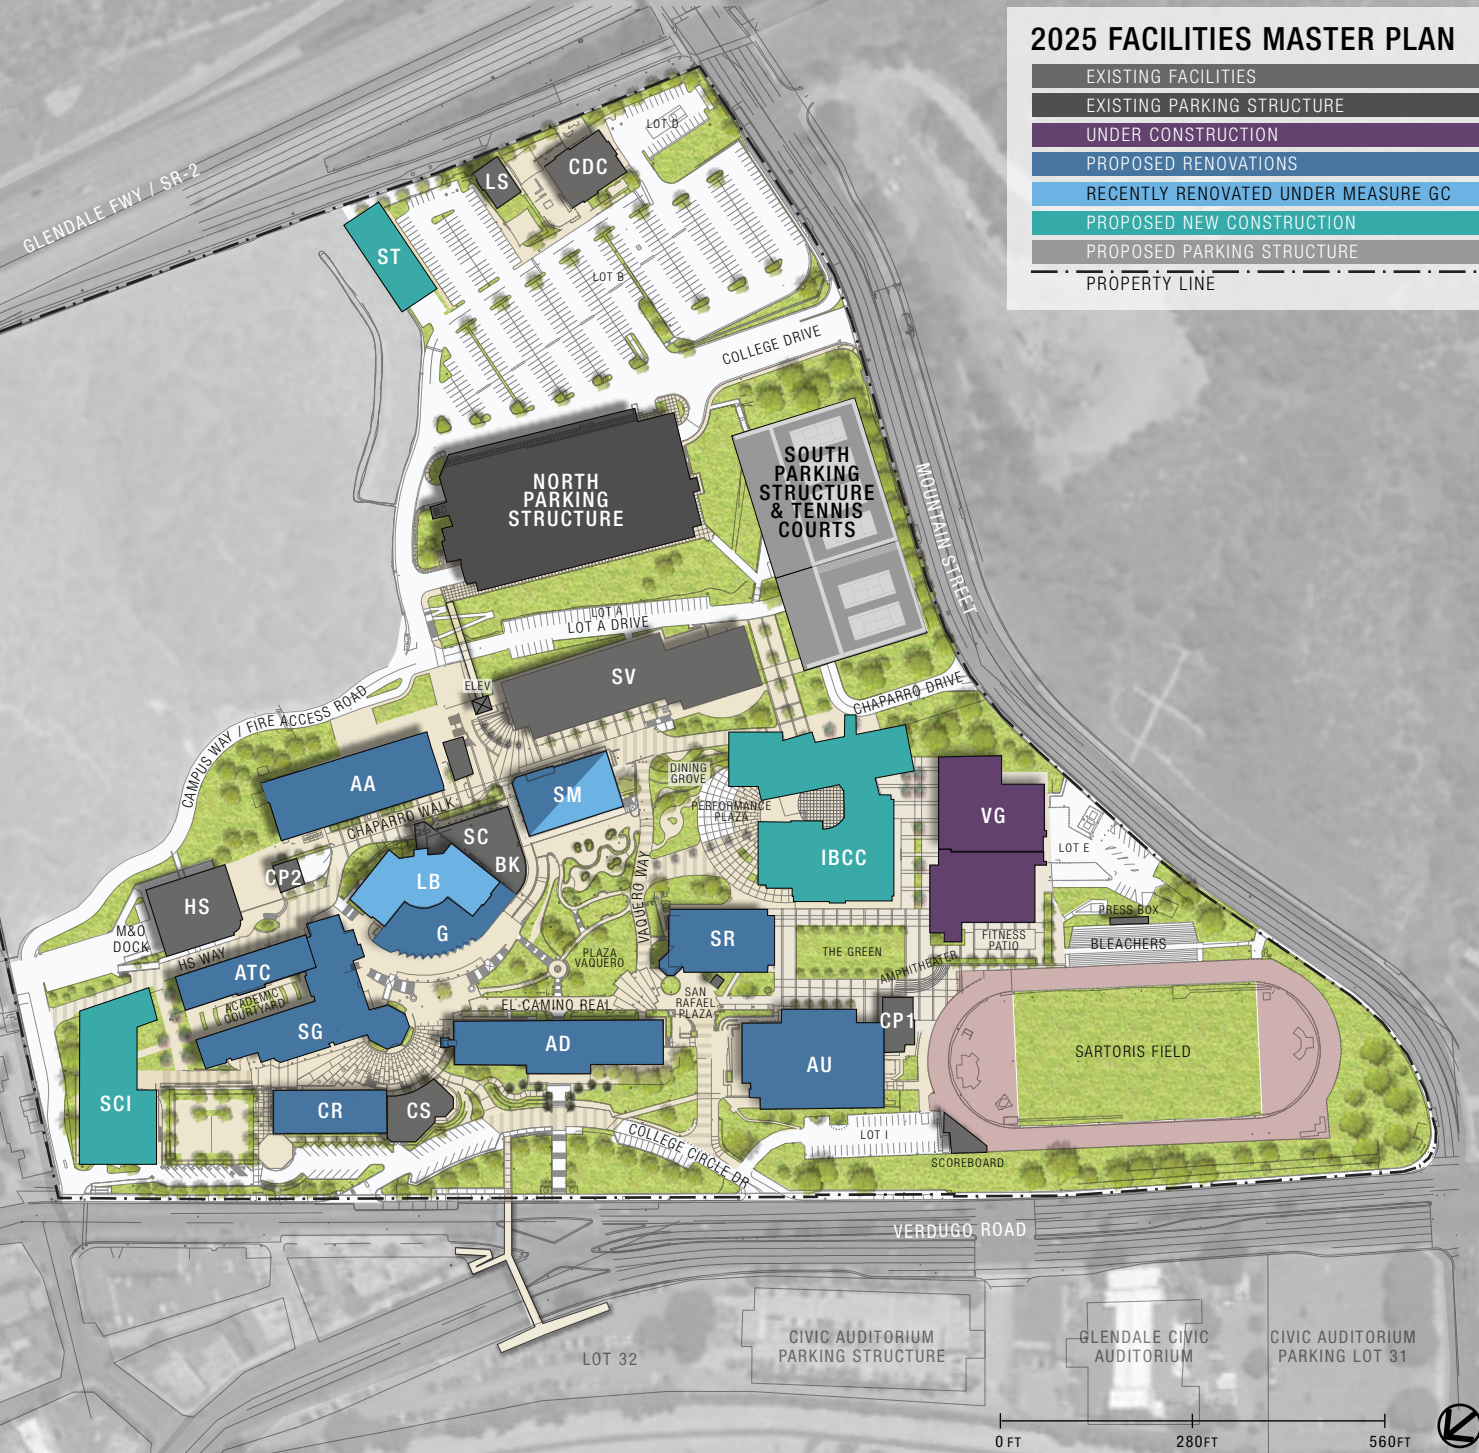 2025 FACILITIES MASTER PLAN
EXISTING FACILITIES
EXISTING PARKING STRUCTURE
UNDER CONSTRUCTION
PROPOSED RENOVATIONS
RECENTLY RENOVATED UNDER MEASURE GC
PROPOSED NEW CONSTRUCTION
PROPOSED PARKING STRUCTURE
PROPERTY LINE
GLENDALE FWY / SR-2
LOT D
CDC
LS
ST
LOT B
COLLEGE DRIVE
NORTH
PARKING
STRUCTURE
SOUTH
PARKING
STRUCTURE
& TENNIS
COURTS
MOUNTAIN STREET
LOT A
LOT A DRIVE
SV
ELEV
CHAPARRO DRIVE
CAMPUS WAY / FIRE ACCESS ROAD
AA
SM
DINING
GROVE
PERFORMANCE
PLAZA
CHAPARRO WALK
SC
BK
VG
LOT E
IBCC
CP2
LB
HS
G
VAQUERO WAY
M&O
DOCK
HS WAY
ATC
ACADEMIC
COURTYARD
SG
PLAZA
VAQUERO
SR
THE GREEN
FITNESS
PATIO
PRESS BOX
BLEACHERS
AMPHITHEATER
EL CAMINO REAL
SAN
RAFAEL
PLAZA
CP1
AD
AU
SARTORIS FIELD
SCI
CR
CS
LOT I
COLLEGE CIRCLE DR
SCOREBOARD
VERDUGO ROAD
LOT 32
CIVIC AUDITORIUM
PARKING STRUCTURE
GLENDALE CIVIC
AUDITORIUM
CIVIC AUDITORIUM
PARKING LOT 31
0 FT
280FT
560FT